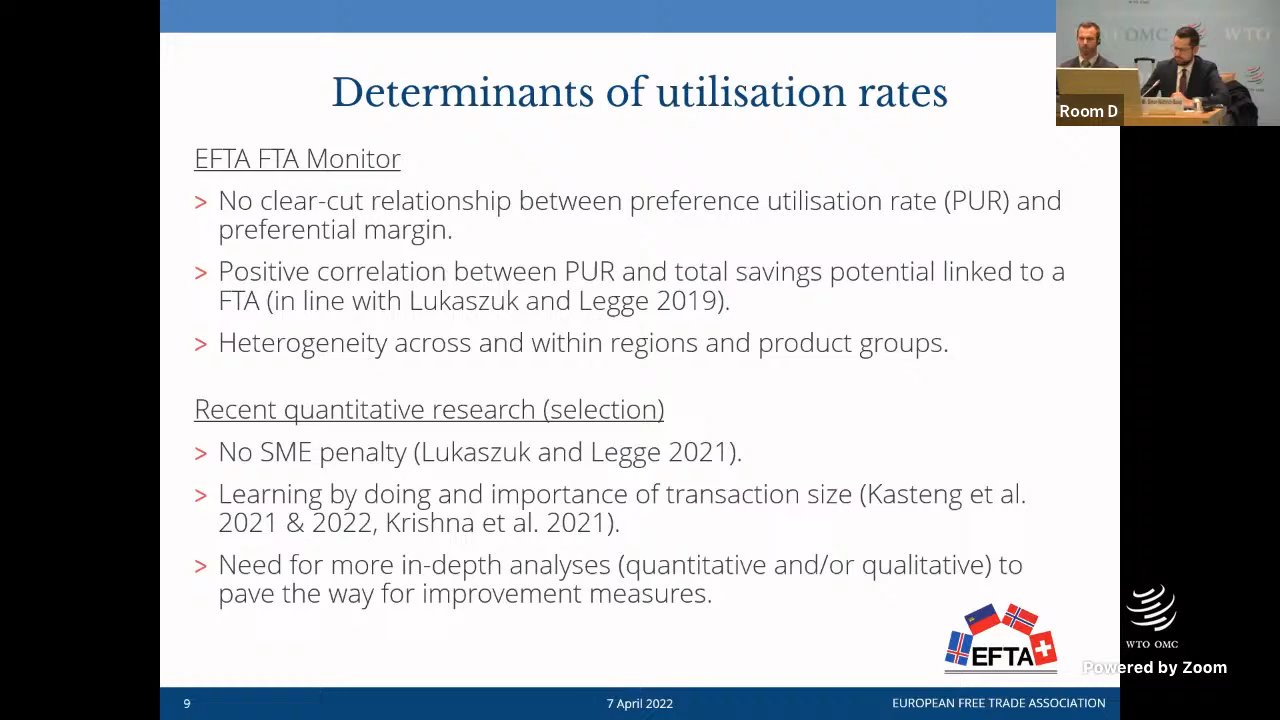 Determinants of utilisation rates
EFTA FTA Monitor
> No clear-cut relationship between preference utilisation rate (PUR) and
preferential margin.
> Positive correlation between PUR and total savings potential linked to a
FTA (in line with Lukaszuk and Legge 2019).
> Heterogeneity across and within regions and product groups.
Recent quantitative research (selection)
> No SME penalty (Lukaszuk and Legge 2021).
> Learning by doing and importance of transaction size (Kasteng et al.
2021 & 2022, Krishna et al. 2021).
> Need for more in-depth analyses (quantitative and/or qualitative) to
pave the way for improvement measures.
EFTA
9
7 April 2022
EUROPEAN FREE TRADE ASSOCIATION
OMC
WTO
Room D
WTO OMC
Powered by Zoom